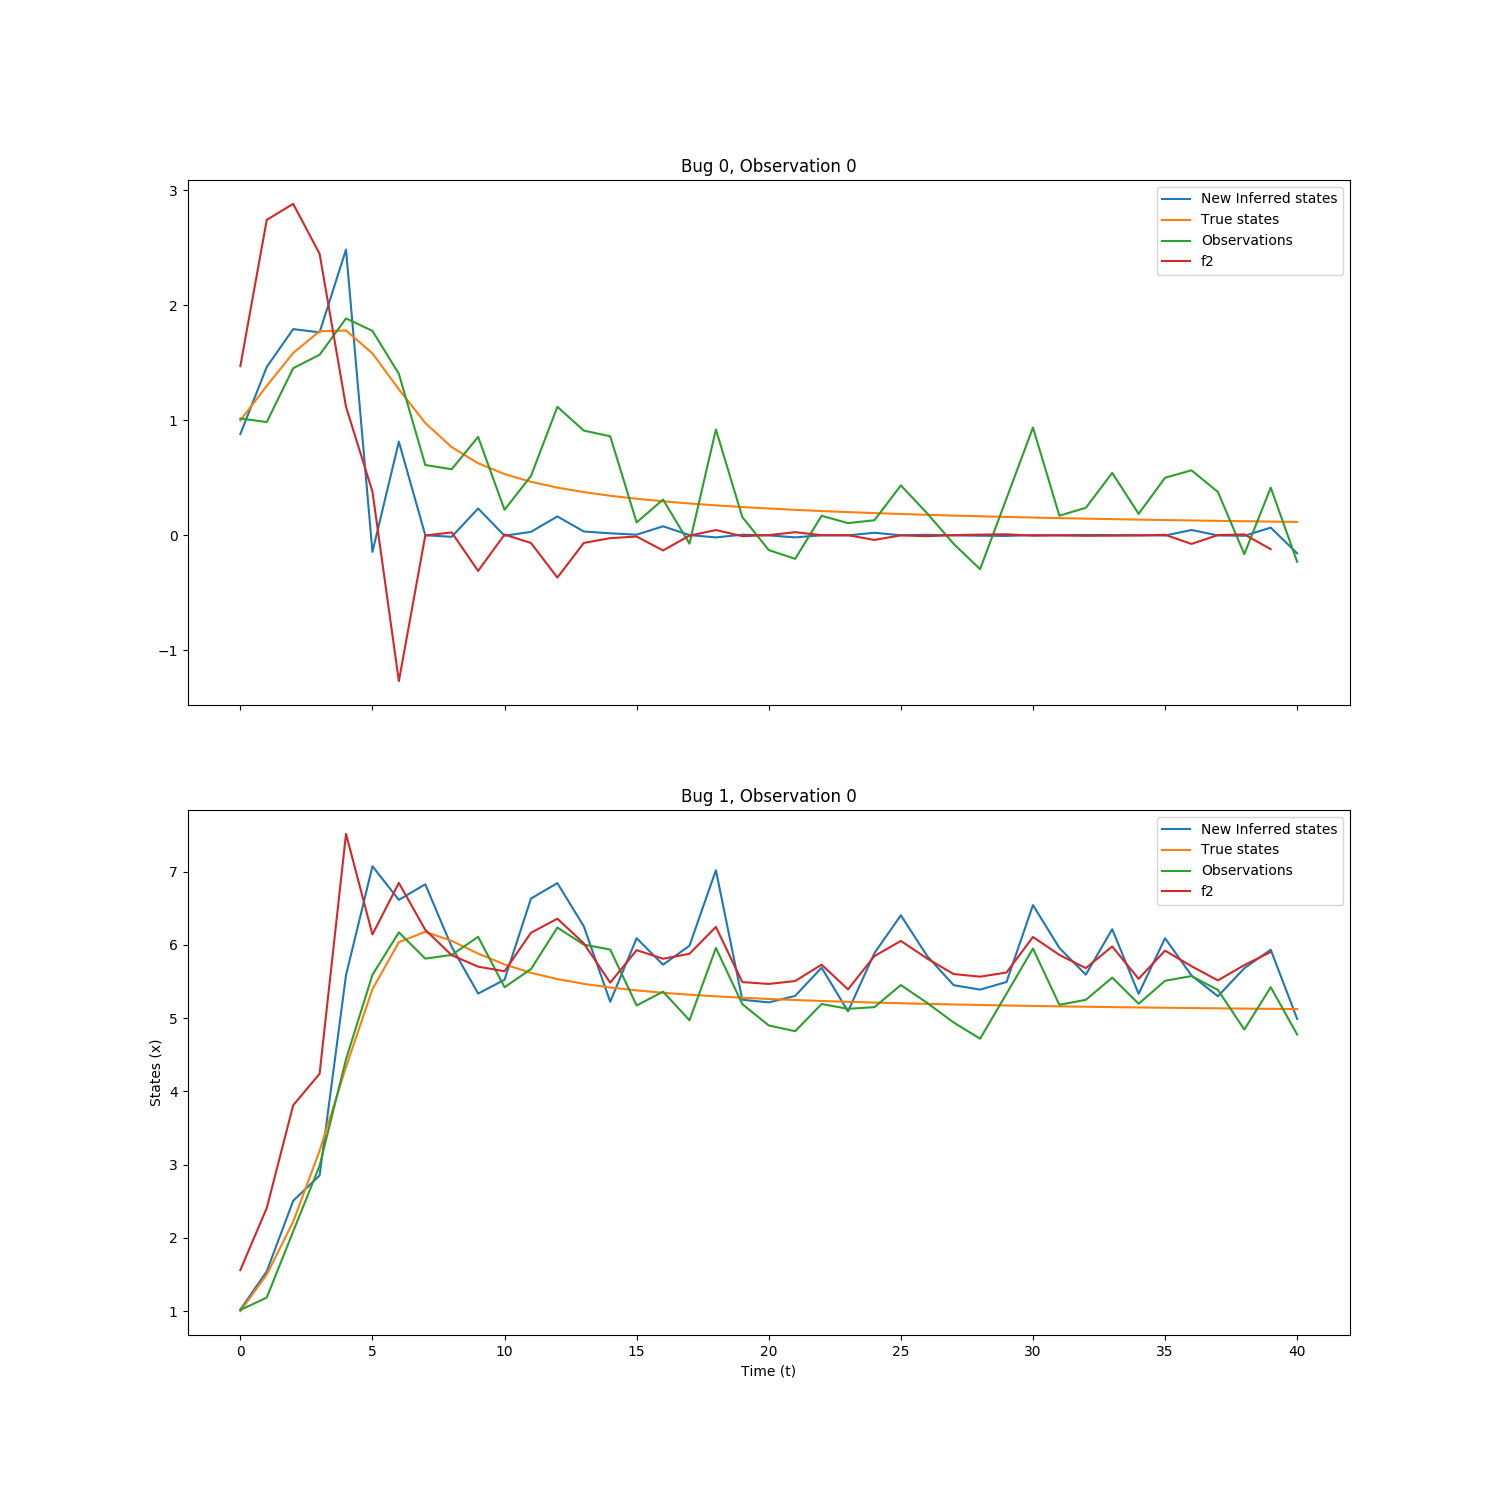 Bug 0, Observation 0
3
2
1
0
−1
New Inferred states
True states
Observations
f2
Bug 1, Observation 0
States (x)
7
6
5
4
3
2
1
New Inferred states
True states
Observations
f2
0 5 10 15 20 25 30 35 40
Time (t)